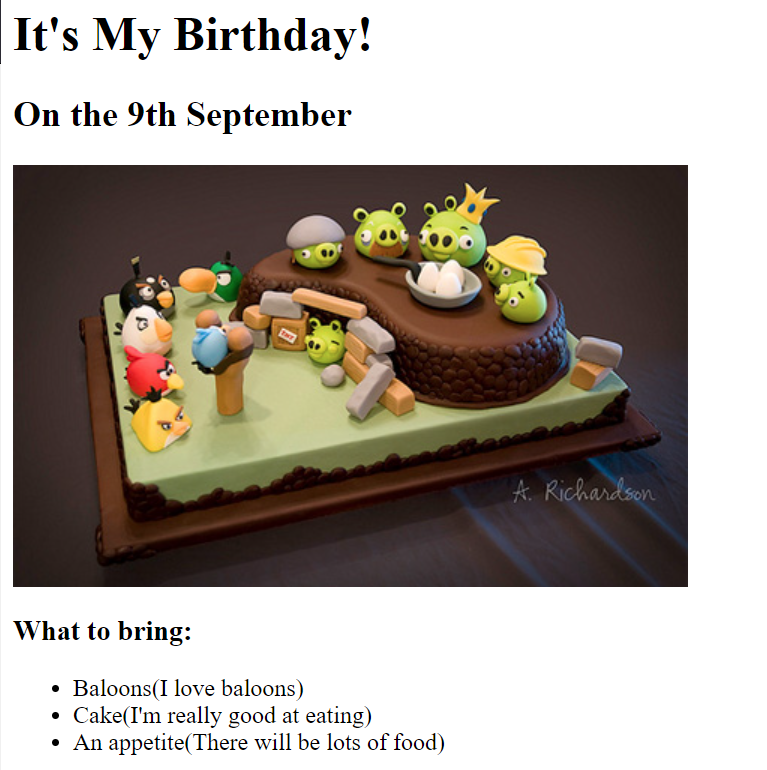 It's My Birthday!
On the 9th September
TNT
A. Richardson
What to bring:
Baloons(I love baloons)
Cake(I'm really good at eating)
An appetite(There will be lots of food)